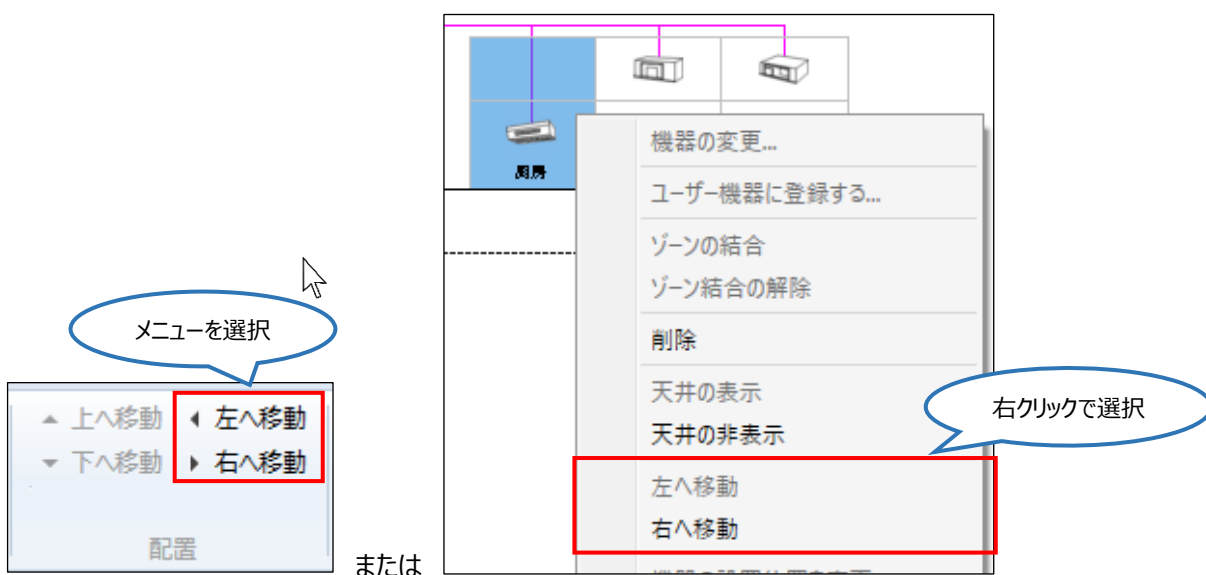 厨房
機器の変更...
ユーザー機器に登録する...
ゾーンの結合
ゾーン結合の解除
削除
天井の表示
天井の非表示
左へ移動
右へ移動
右クリックで選択
メニューを選択
上へ移動
左へ移動
下へ移動
右へ移動
配置
または